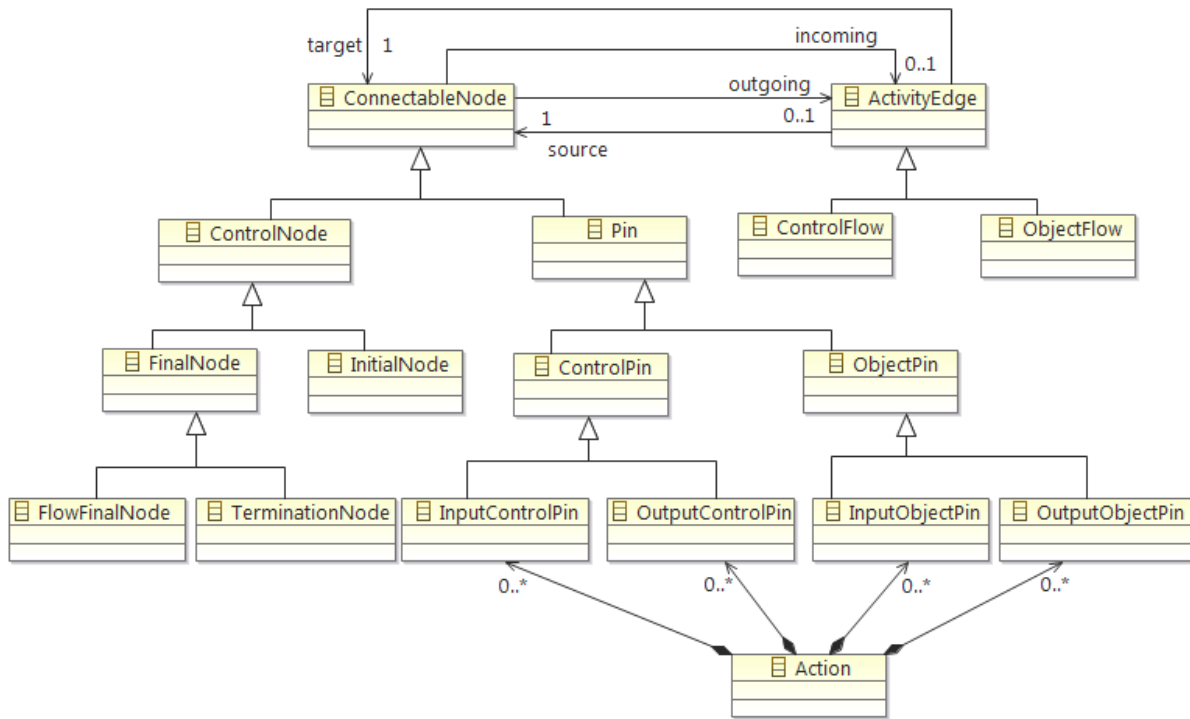 target
1
incoming
0..1
ConnectableNode
outgoing
ActivityEdge
1
0..1
source
ControlNode
Pin
ControlFlow
ObjectFlow
FinalNode
InitialNode
ControlPin
ObjectPin
FlowFinalNode
TerminationNode
InputControlPin
OutputControlPin
InputObjectPin
OutputObjectPin
0..*
0..*
0..*
0..*
Action